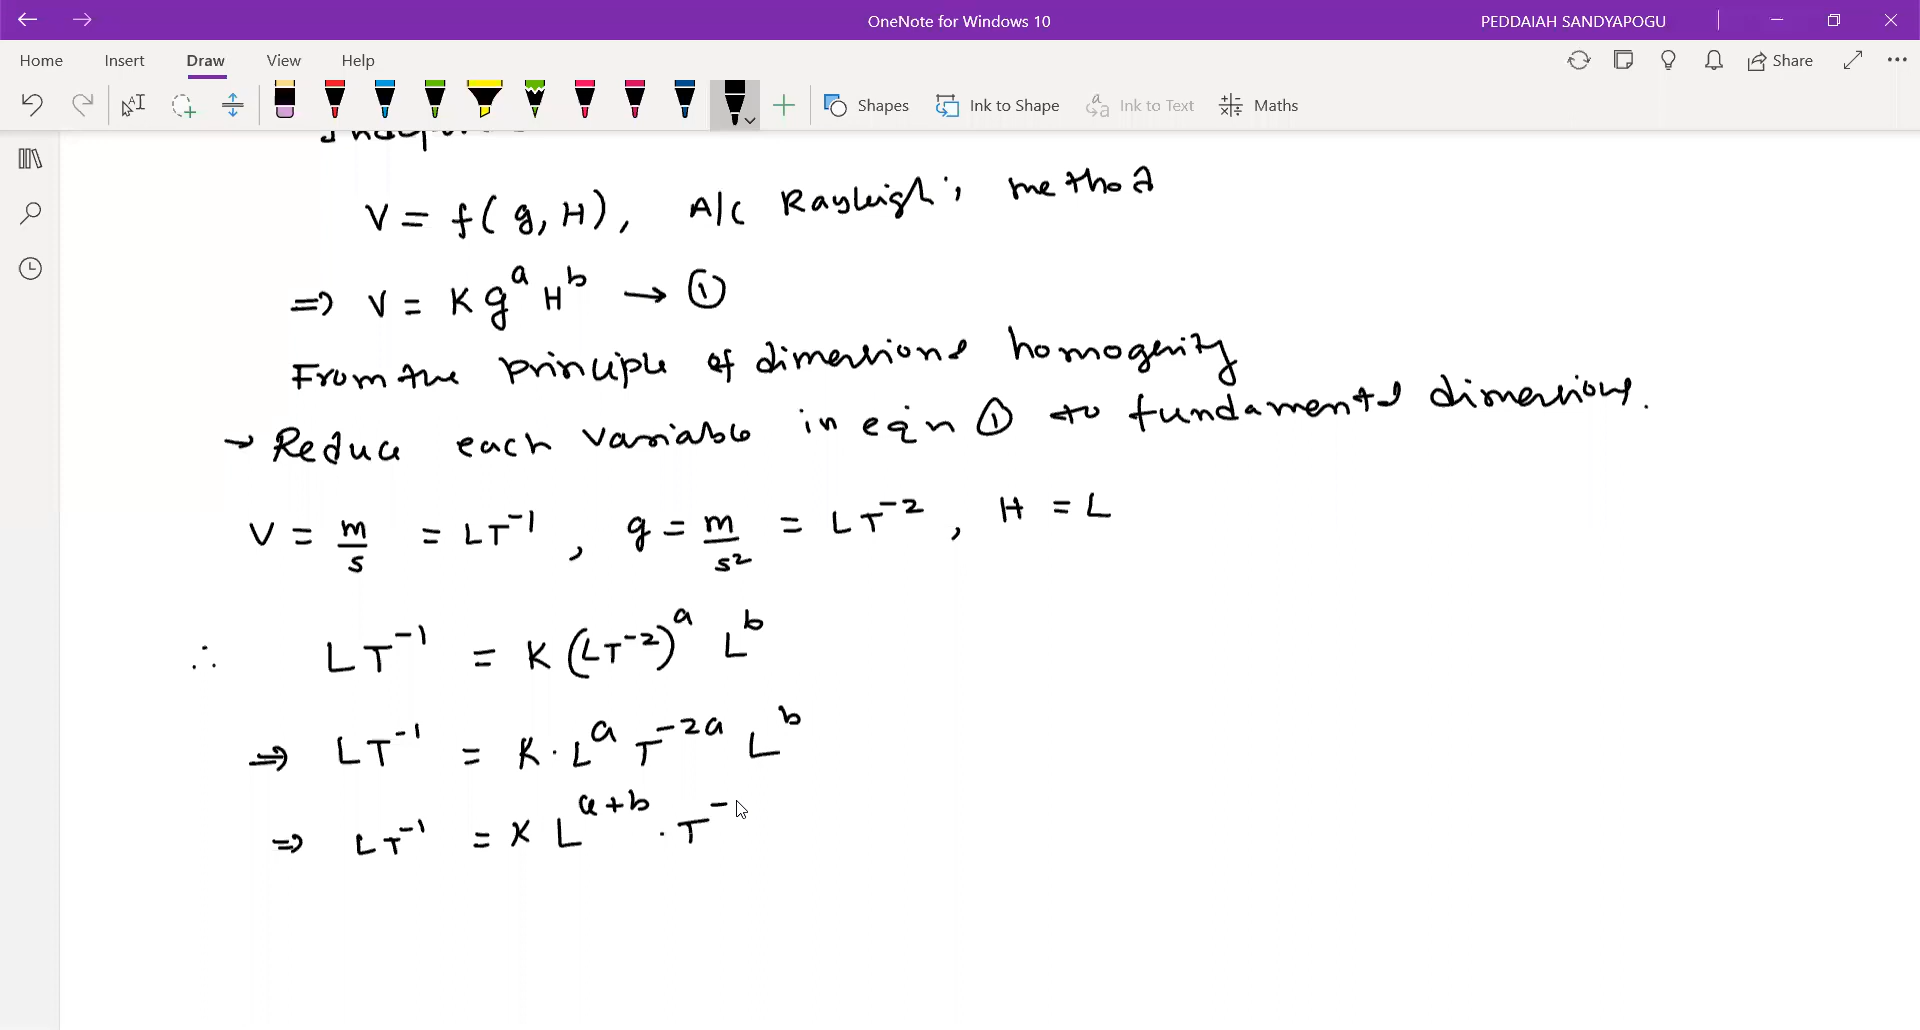 OneNote for Windows 10
PEDDAIAH SANDYAPOGU
Home Insert Draw View Help
Share
Shapes Ink to Shape Ink to Text Maths
V = f(g, H), A/C Rayleigh's method
⇒ V = K g^a H^b → ①
From the principle of dimensions homogenity
→ Reduce each variable in eqn ① to fundamental dimensions.
V = m/s = LT^-1, g = m/s² = LT^-2, H = L
∴ LT^-1 = K (LT^-2)^a L^b
⇒ LT^-1 = K · L^a T^-2a L^b
⇒ LT^-1 = K L^a+b · T^-